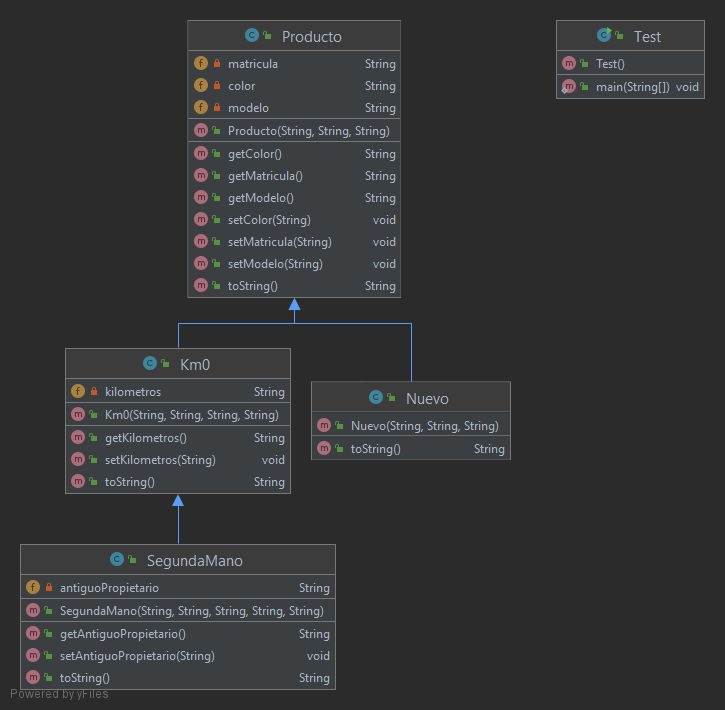 Producto
matricula String
color String
modelo String
Producto(String, String, String)
getColor() String
getMatricula() String
getModelo() String
setColor(String) void
setMatricula(String) void
setModelo(String) void
toString() String
Test
Test()
main(String[]) void
Km0
kilometros String
Km0(String, String, String, String)
getKilometros() String
setKilometros(String) void
toString() String
Nuevo
Nuevo(String, String, String)
toString() String
SegundaMano
antiguoPropietario String
SegundaMano(String, String, String, String, String)
getAntiguoPropietario() String
setAntiguoPropietario(String) void
toString() String
Powered by yFiles